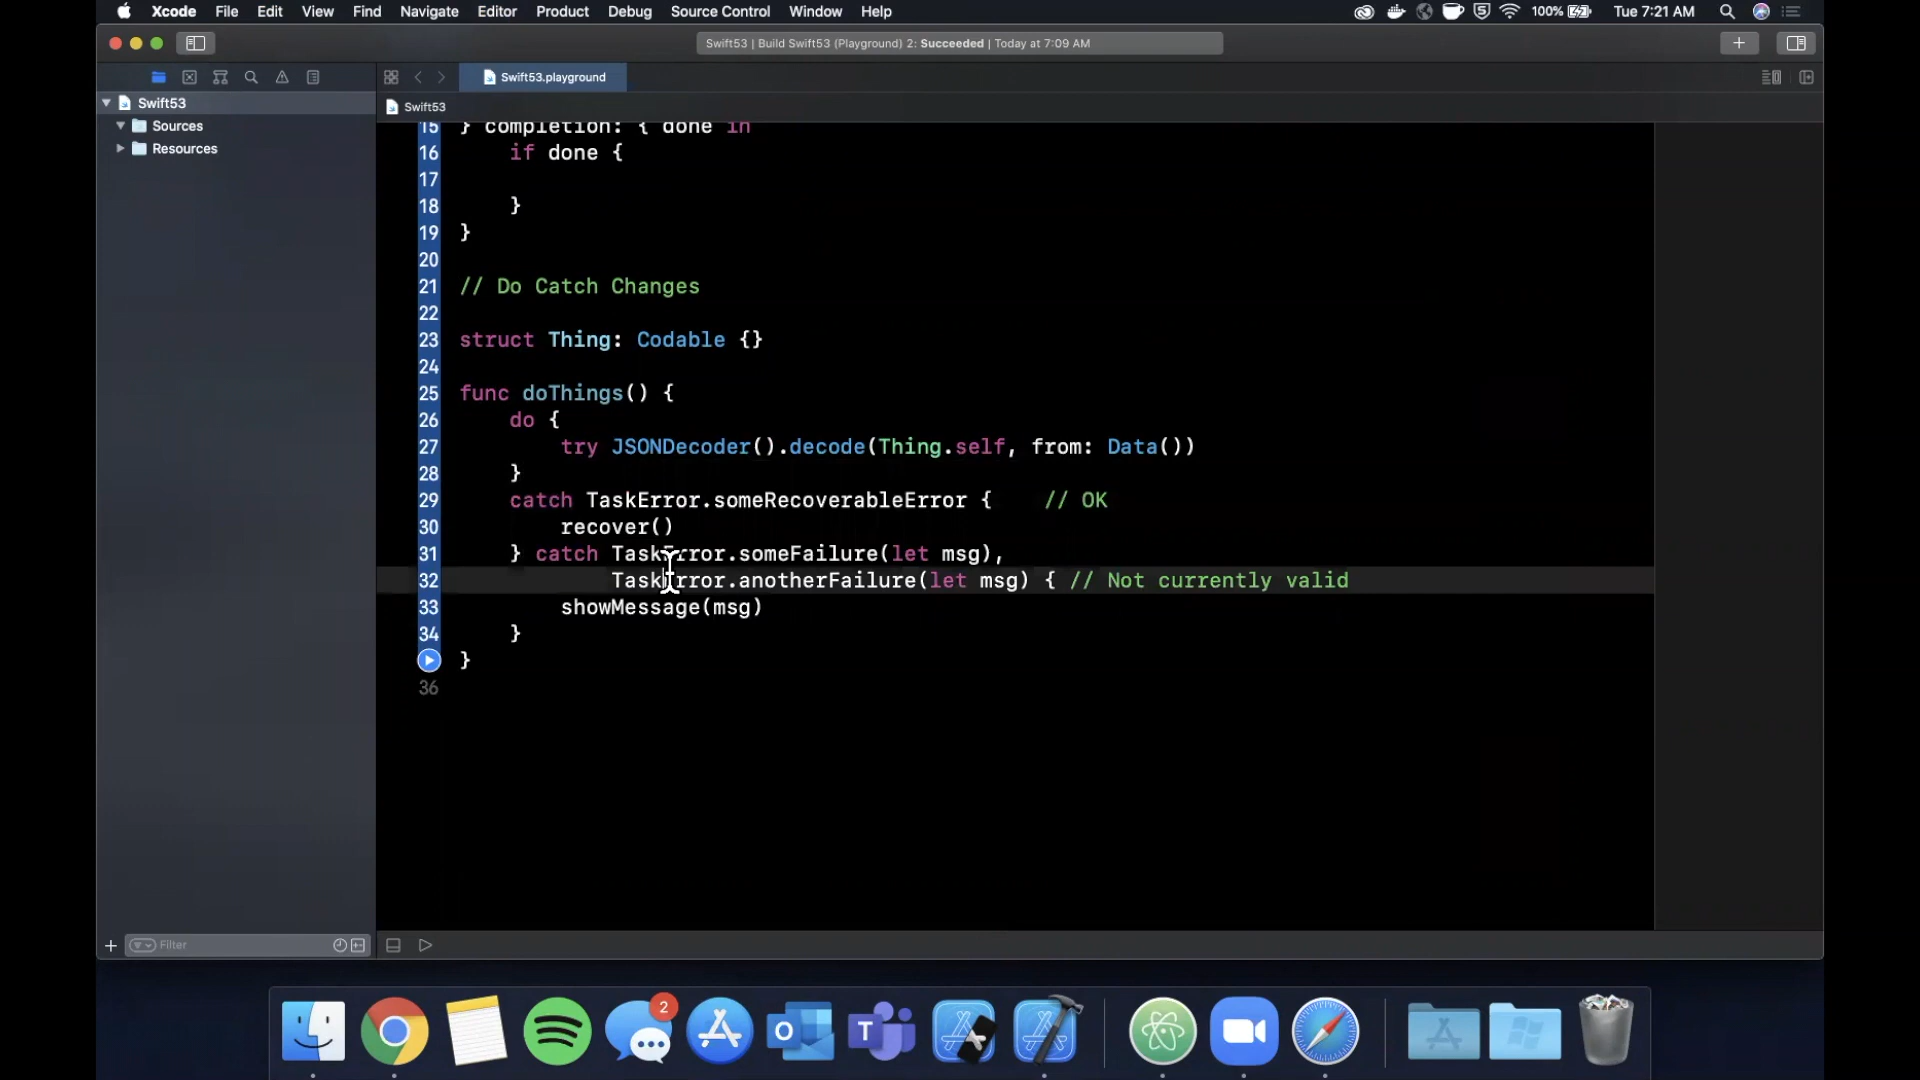 Xcode File Edit View Find Navigate Editor Product Debug Source Control Window Help 100% Tue 7:21 AM
Swift53 | Build Swift53 (Playground) 2: Succeeded | Today at 7:09 AM
Swift53.playground
Swift53
Swift53
Sources
Resources
15 } completion: { done in
16 if done {
17
18 }
19 }
20
21 // Do Catch Changes
22
23 struct Thing: Codable {}
24
25 func doThings() {
26 do {
27 try JSONDecoder().decode(Thing.self, from: Data())
28 }
29 catch TaskError.someRecoverableError { // OK
30 recover()
31 } catch TaskError.someFailure(let msg),
32 TaskError.anotherFailure(let msg) { // Not currently valid
33 showMessage(msg)
34 }
}
36
Filter
2